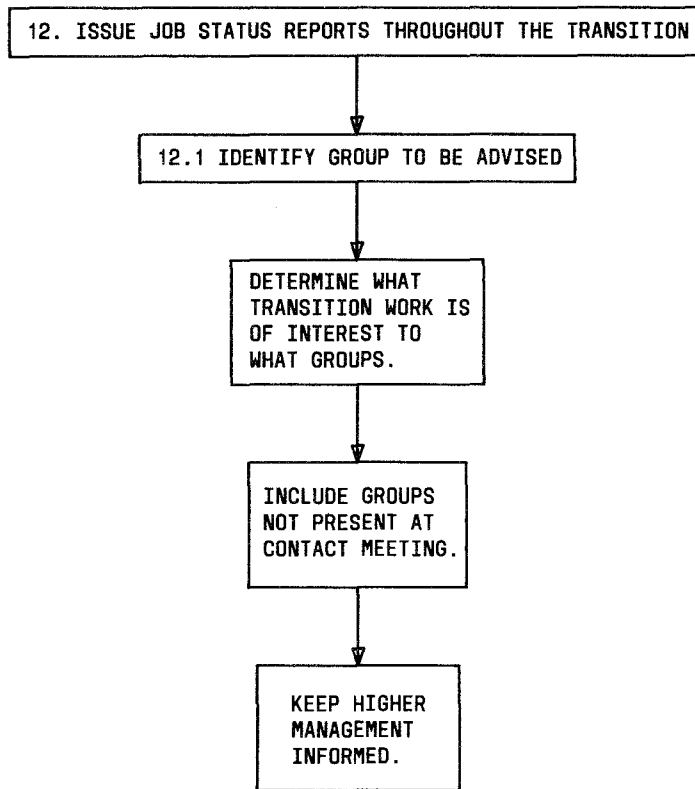 12. ISSUE JOB STATUS REPORTS THROUGHOUT THE TRANSITION
12.1 IDENTIFY GROUP TO BE ADVISED
DETERMINE WHAT
TRANSITION WORK IS
OF INTEREST TO
WHAT GROUPS.
INCLUDE GROUPS
NOT PRESENT AT
CONTACT MEETING.
KEEP HIGHER
MANAGEMENT
INFORMED.